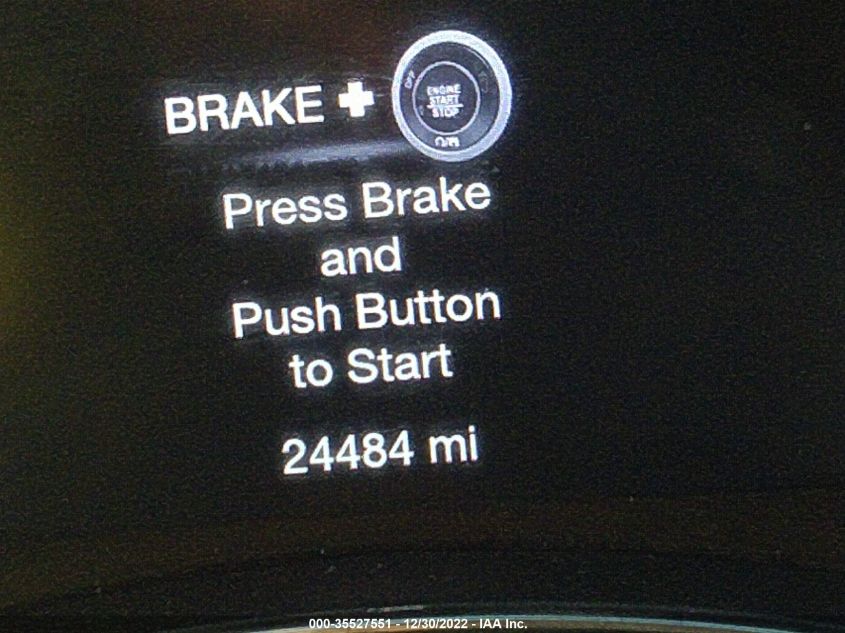 BRAKE +
OFF
ENGINE
START
STOP
Press Brake
and
Push Button
to Start
24484 mi
000-35527551 - 12/30/2022 - IAA Inc.